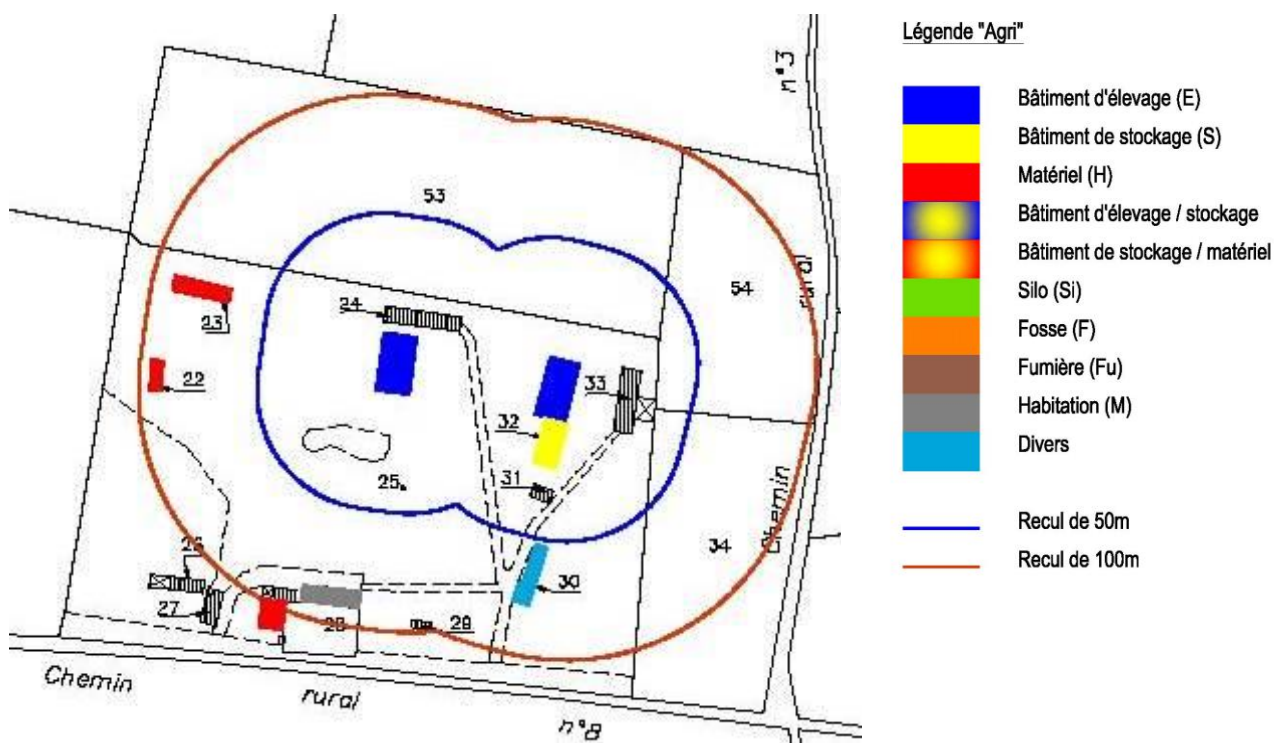 n°3
53
54
rural
24
23
22
33
32
31
25
34
Chemin
26
27
28
29
30
Chemin rural n°8
Légende "Agri"
Bâtiment d'élevage (E)
Bâtiment de stockage (S)
Matériel (H)
Bâtiment d'élevage / stockage
Bâtiment de stockage / matériel
Silo (Si)
Fosse (F)
Fumière (Fu)
Habitation (M)
Divers
Recul de 50m
Recul de 100m